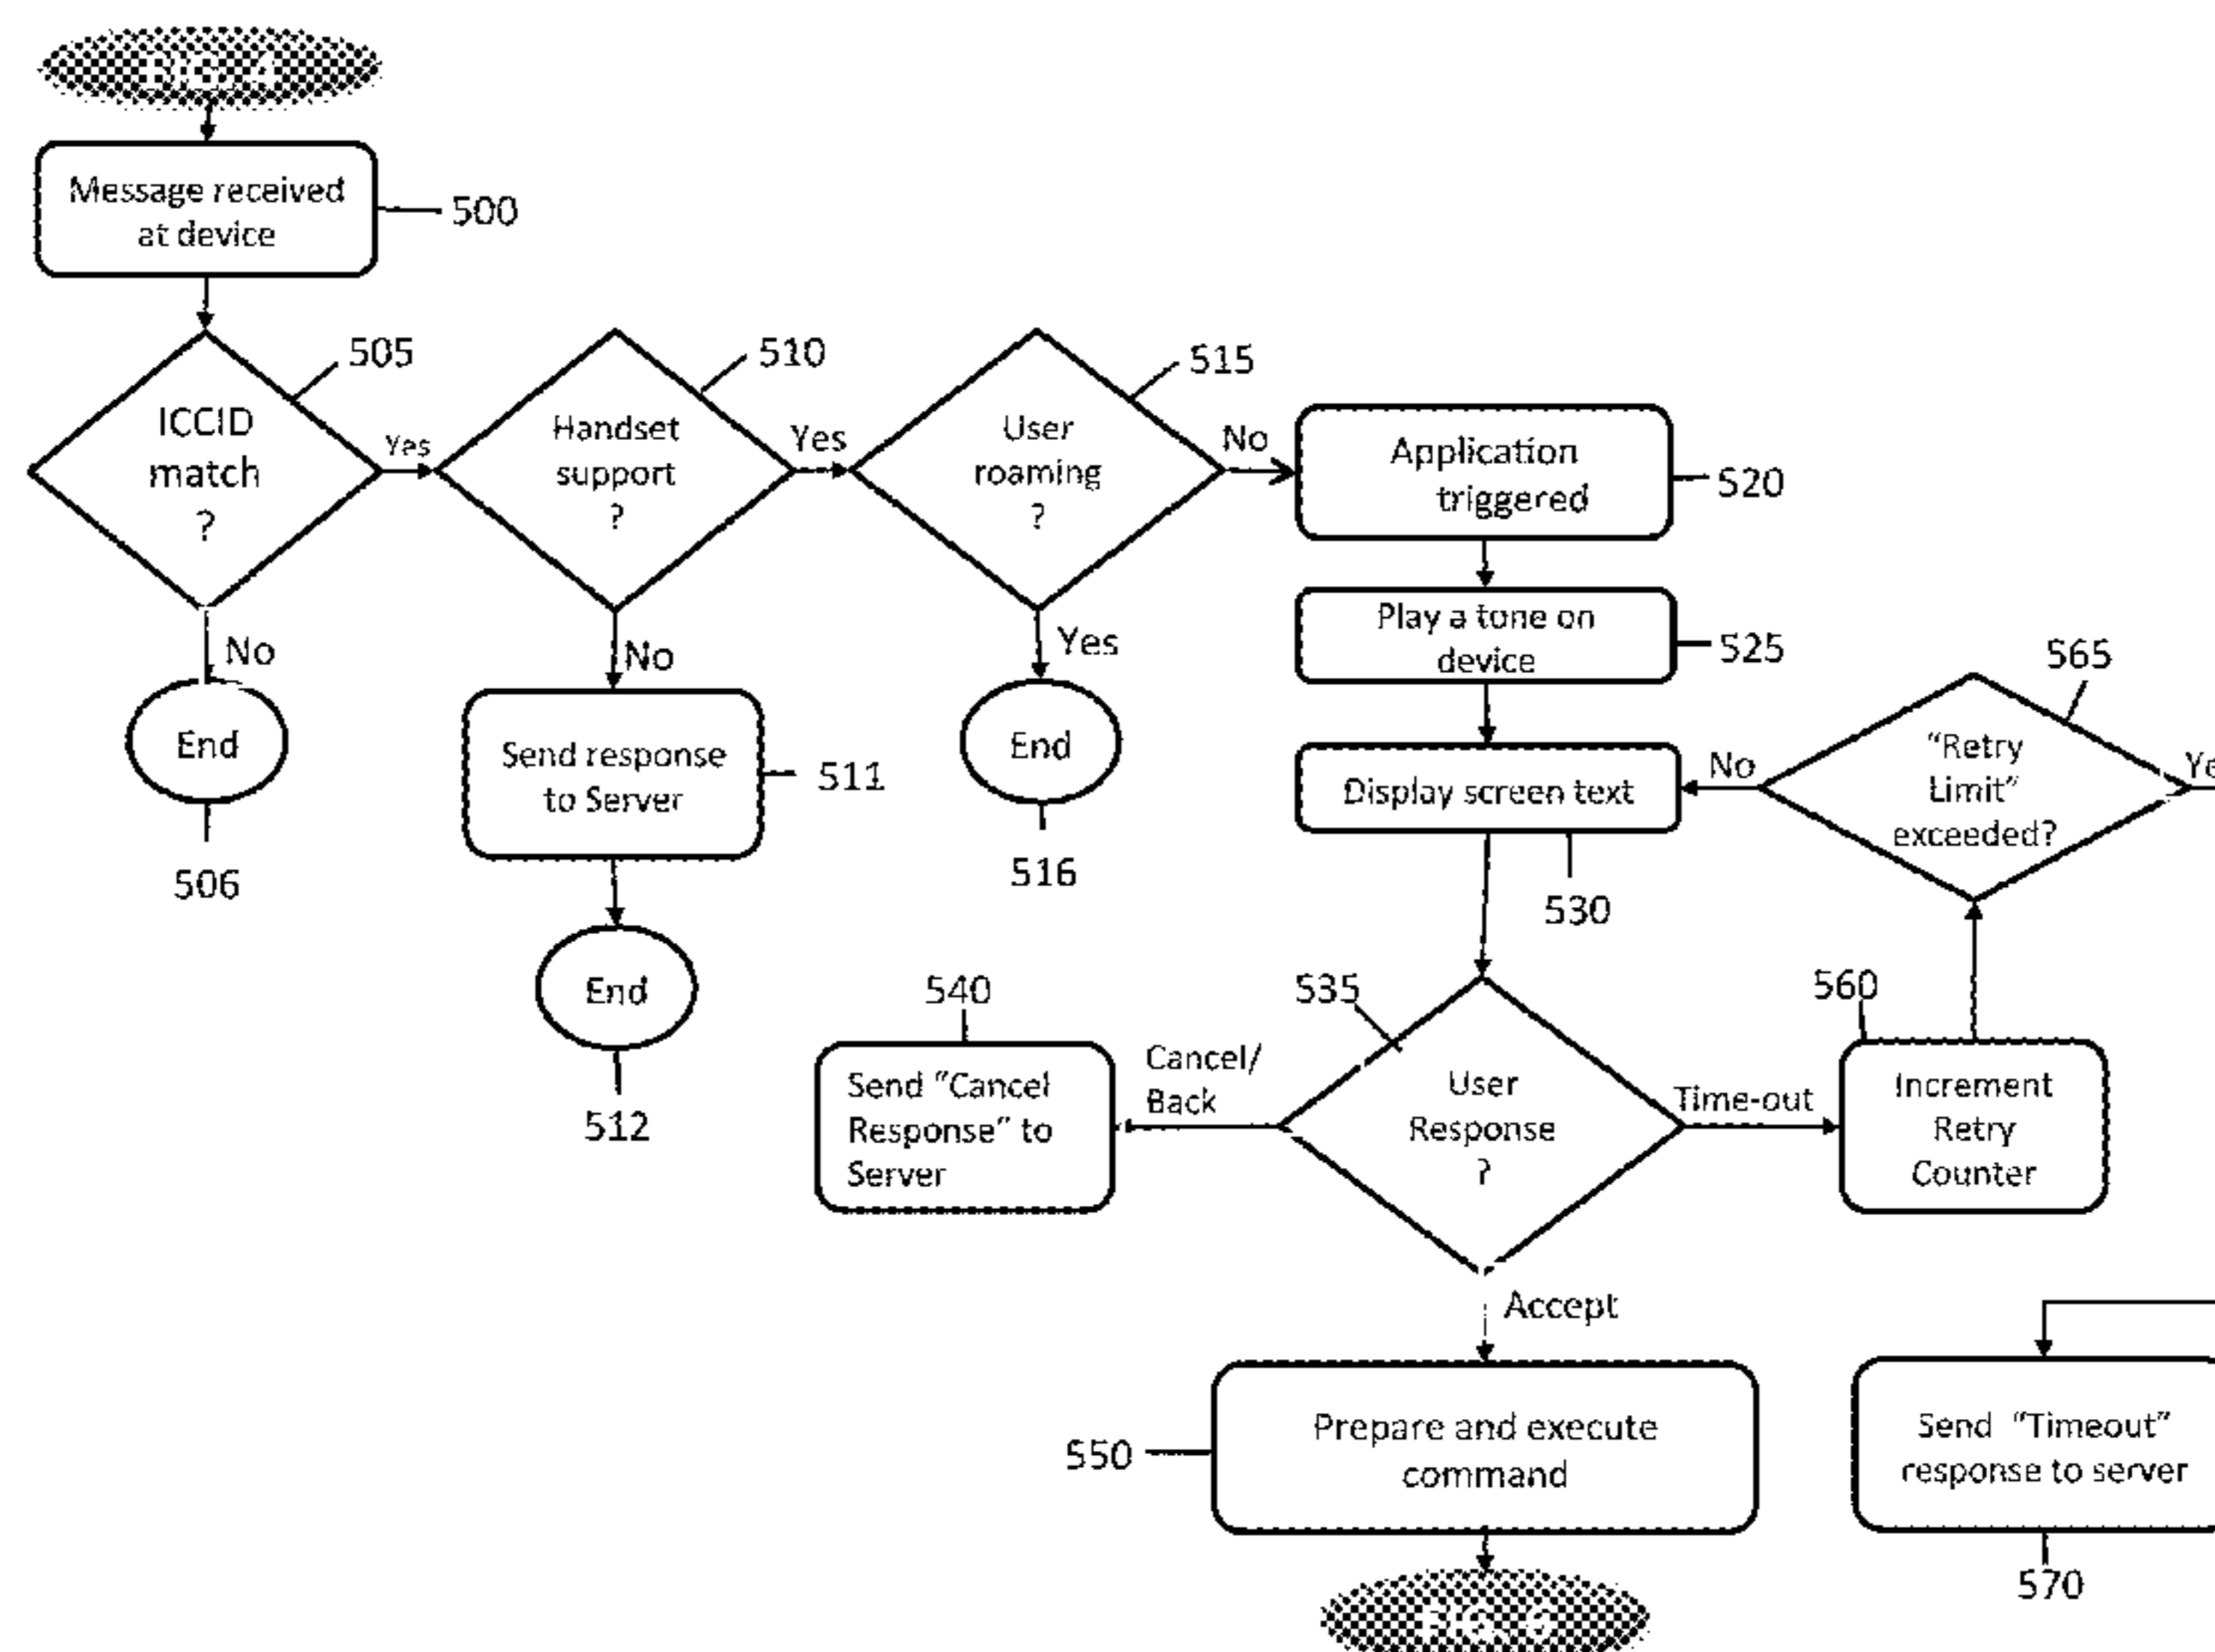 FIG. 4
Message received
at device
500
ICCID
match
?
505
Yes
No
End
506
Handset
support
?
510
Yes
No
Send response
to Server
511
End
512
User
roaming
?
515
No
Yes
End
516
Application
triggered
520
Play a tone on
device
525
Display screen text
530
"Retry
Limit"
exceeded?
565
No
Ye
User
Response
?
535
Cancel/
Back
Send "Cancel
Response" to
Server
540
Time-out
Increment
Retry
Counter
560
Accept
Prepare and execute
command
550
Send "Timeout"
response to server
570